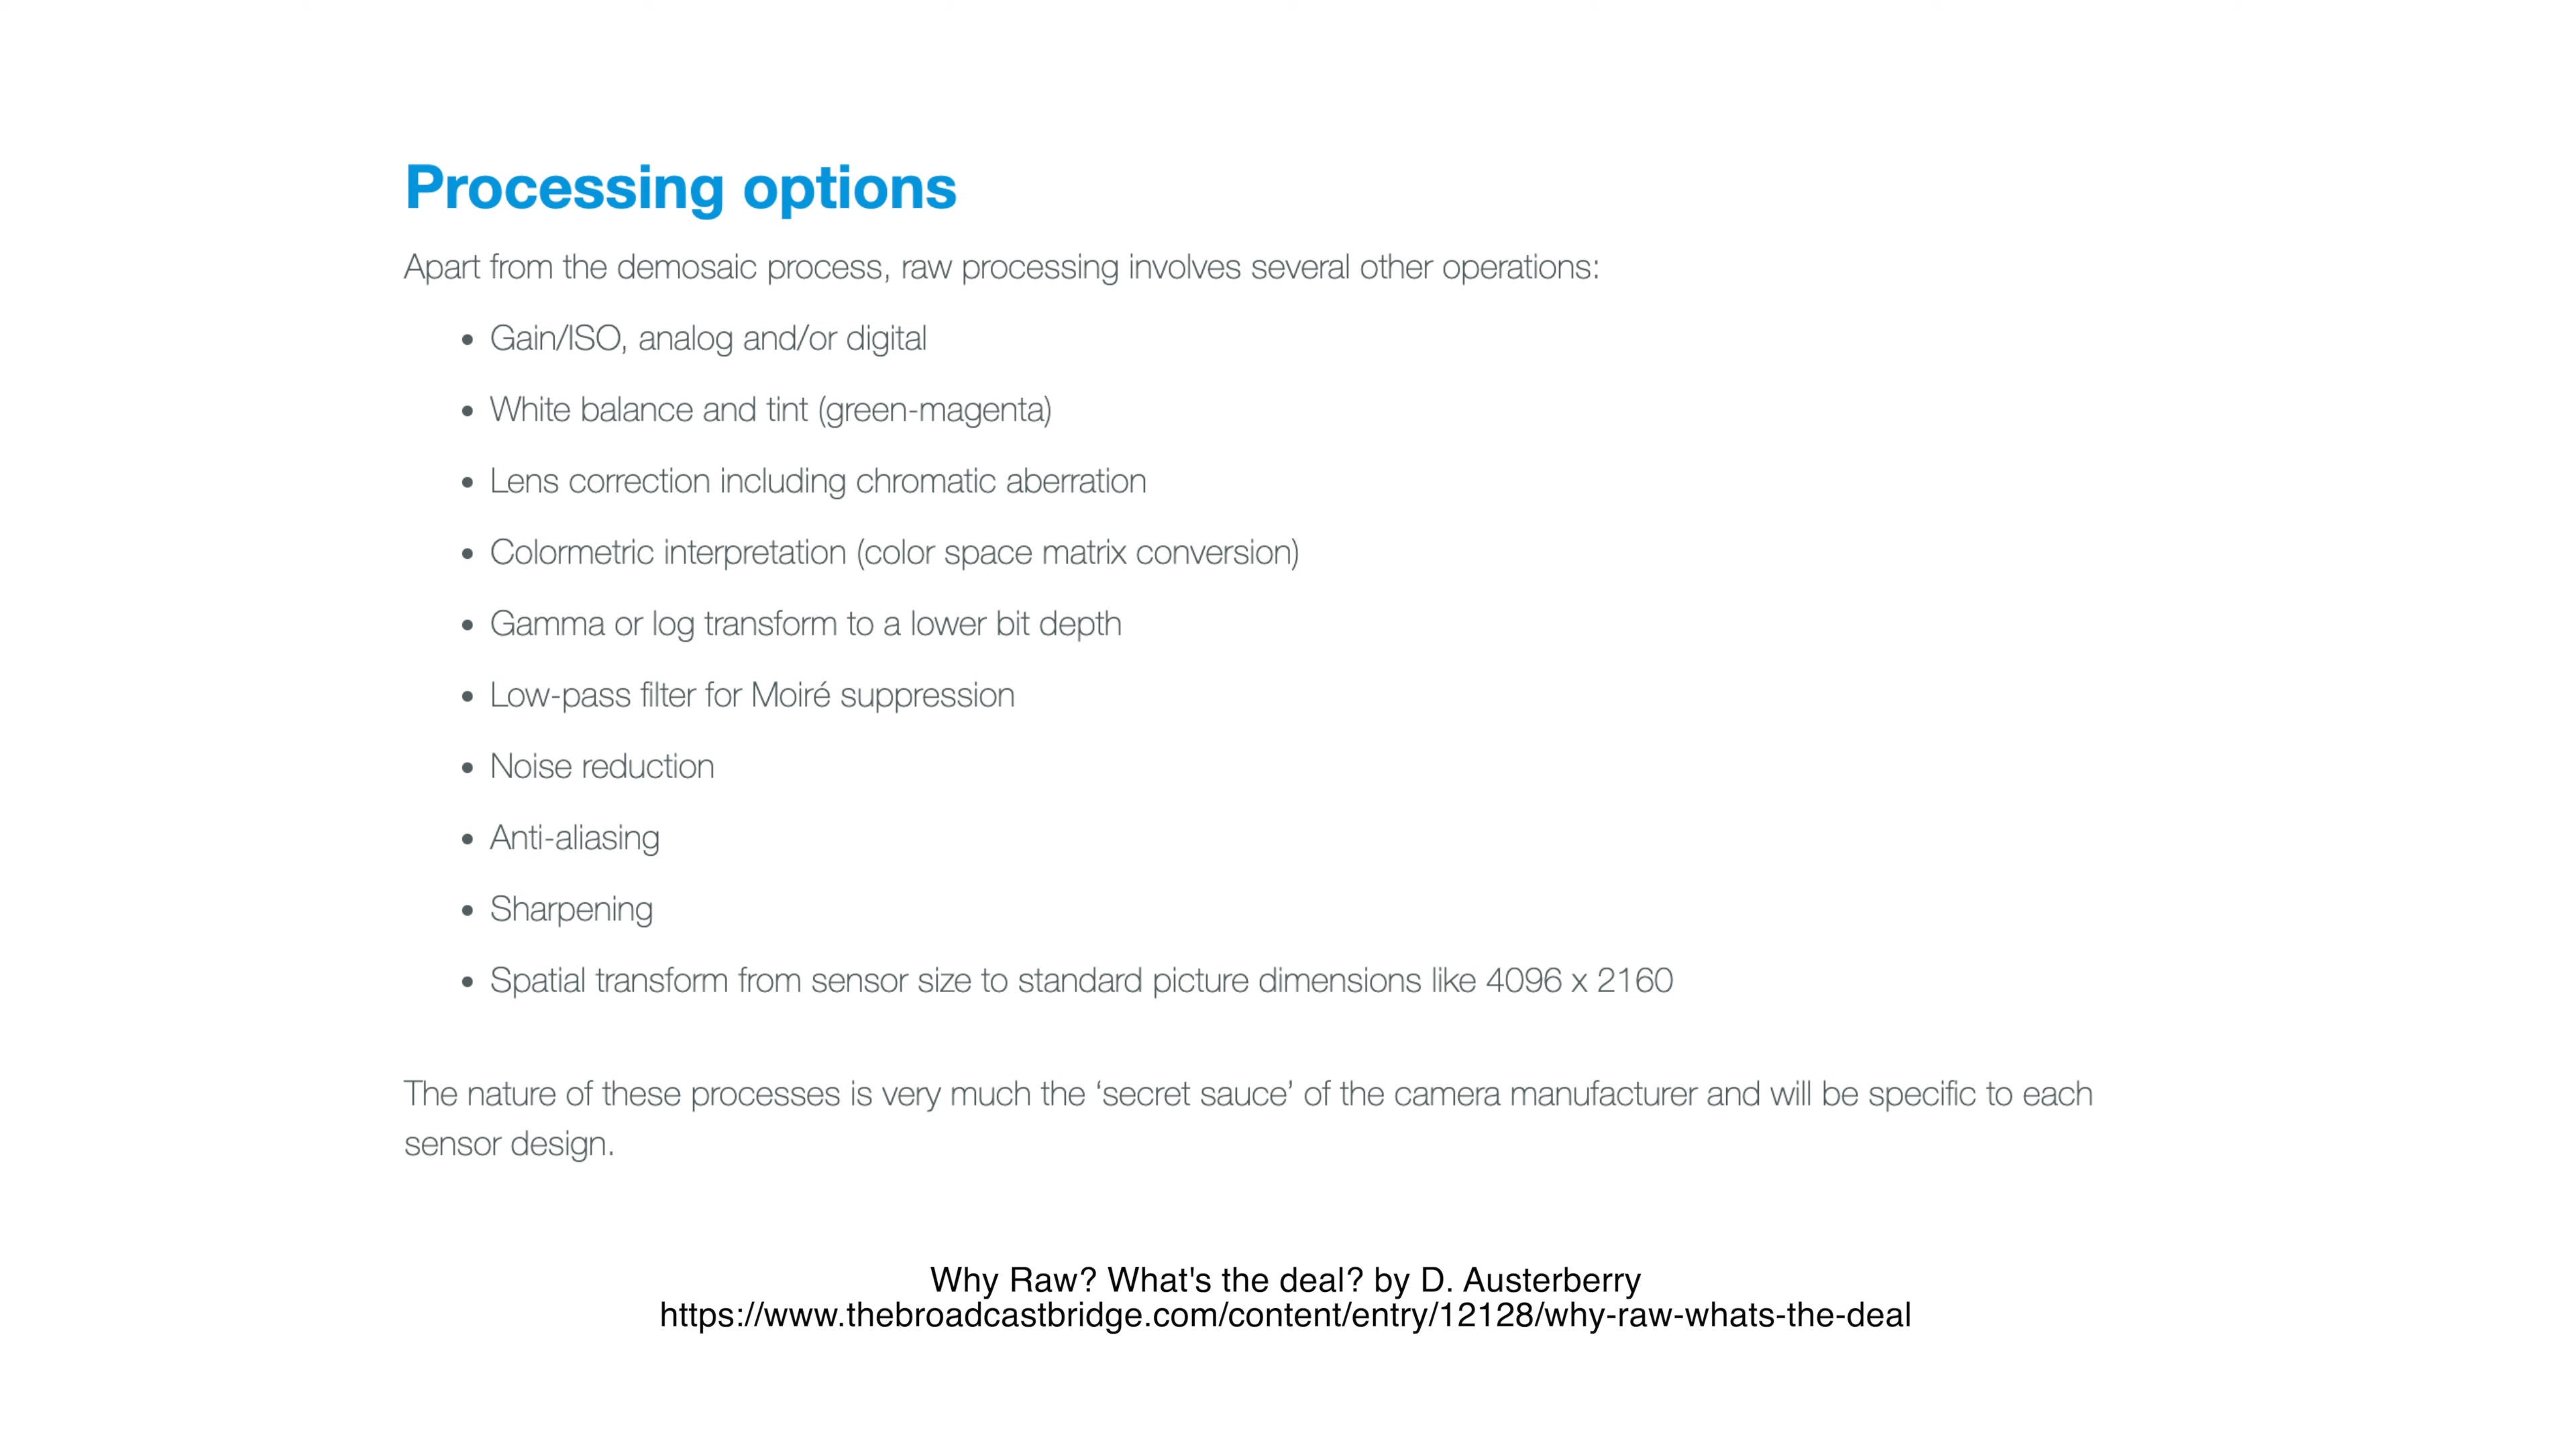 Processing options
Apart from the demosaic process, raw processing involves several other operations:
• Gain/ISO, analog and/or digital
• White balance and tint (green-magenta)
• Lens correction including chromatic aberration
• Colormetric interpretation (color space matrix conversion)
• Gamma or log transform to a lower bit depth
• Low-pass filter for Moiré suppression
• Noise reduction
• Anti-aliasing
• Sharpening
• Spatial transform from sensor size to standard picture dimensions like 4096 x 2160
The nature of these processes is very much the ‘secret sauce’ of the camera manufacturer and will be specific to each
sensor design.
Why Raw? What's the deal? by D. Austerberry
https://www.thebroadcastbridge.com/content/entry/12128/why-raw-whats-the-deal